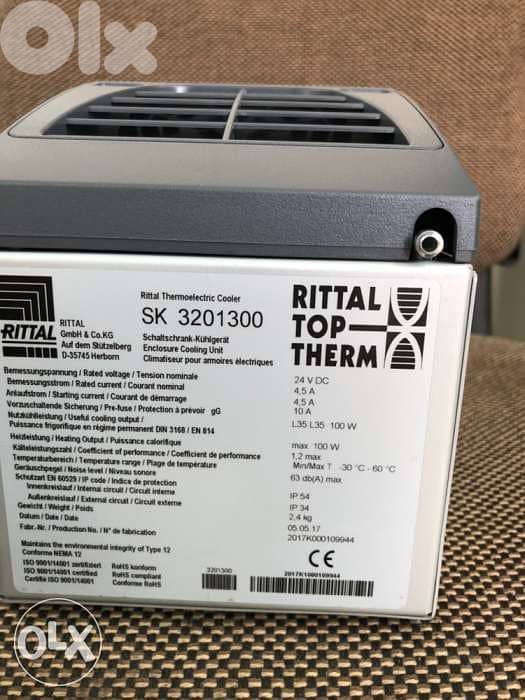 OLX
RITTAL
RITTAL
GmbH & Co.KG
Auf dem Stützelberg
D-35745 Herborn
Rittal Thermoelectric Cooler
SK 3201300
Schaltschrank-Kühlgerät
Enclosure Cooling Unit
Climatiseur pour armoires électriques
RITTAL
TOP
THERM
Bemessungspannung / Rated voltage / Tension nominale 24 V DC
Bemessungsstrom / Rated current / Courant nominal 4,5 A
Anlaufstrom / Starting current / Courant de démarrage 4,5 A
Vorzuschaltende Sicherung / Pre-fuse / Protection à prévoir gG 10 A
Nutzkühlleistung / Useful cooling output /
Puissance frigorifique en régime permanent DIN 3168 / EN 814 L35 L35 100 W
Heizleistung / Heating Output / Puissance calorifique max 100 W
Kälteleistungszahl / Coefficient of performance / Coefficient de performance 1,2 max
Temperaturbereich / Temperature range / Plage de température Min/Max T -30 °C - 60 °C
Geräuschpegel / Noise level / Niveau sonore 63 db(A) max
Schutzart EN 60529 / IP code / Indice de protection
Innenkreislauf / Internal circuit / Circuit interne IP 54
Außenkreislauf / External circuit / Circuit externe IP 34
Gewicht / Weight / Poids 2,4 kg
Datum / Date / Date 05.05.17
Fabr.-Nr. / Production No. / N° de fabrication 2017K000109944
Maintains the environmental integrity of Type 12
Conforme NEMA 12
CE
ISO 9001/14001 zertifiziert RoHS konform
ISO 9001/14001 certified RoHS compliant
Certifié ISO 9001/14001 Conforme RoHS
3201300
2017K1000109944
OLX